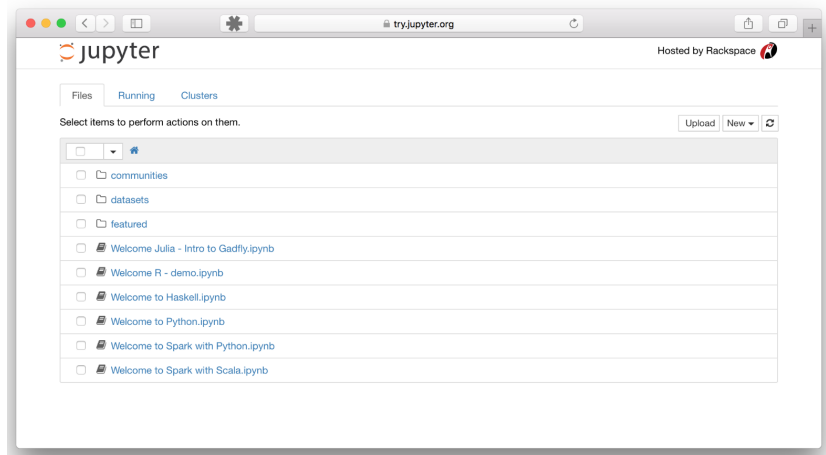 try.jupyter.org
jupyter
Hosted by Rackspace
Files Running Clusters
Select items to perform actions on them.
Upload New
communities
datasets
featured
Welcome Julia - Intro to Gadfly.ipynb
Welcome R - demo.ipynb
Welcome to Haskell.ipynb
Welcome to Python.ipynb
Welcome to Spark with Python.ipynb
Welcome to Spark with Scala.ipynb